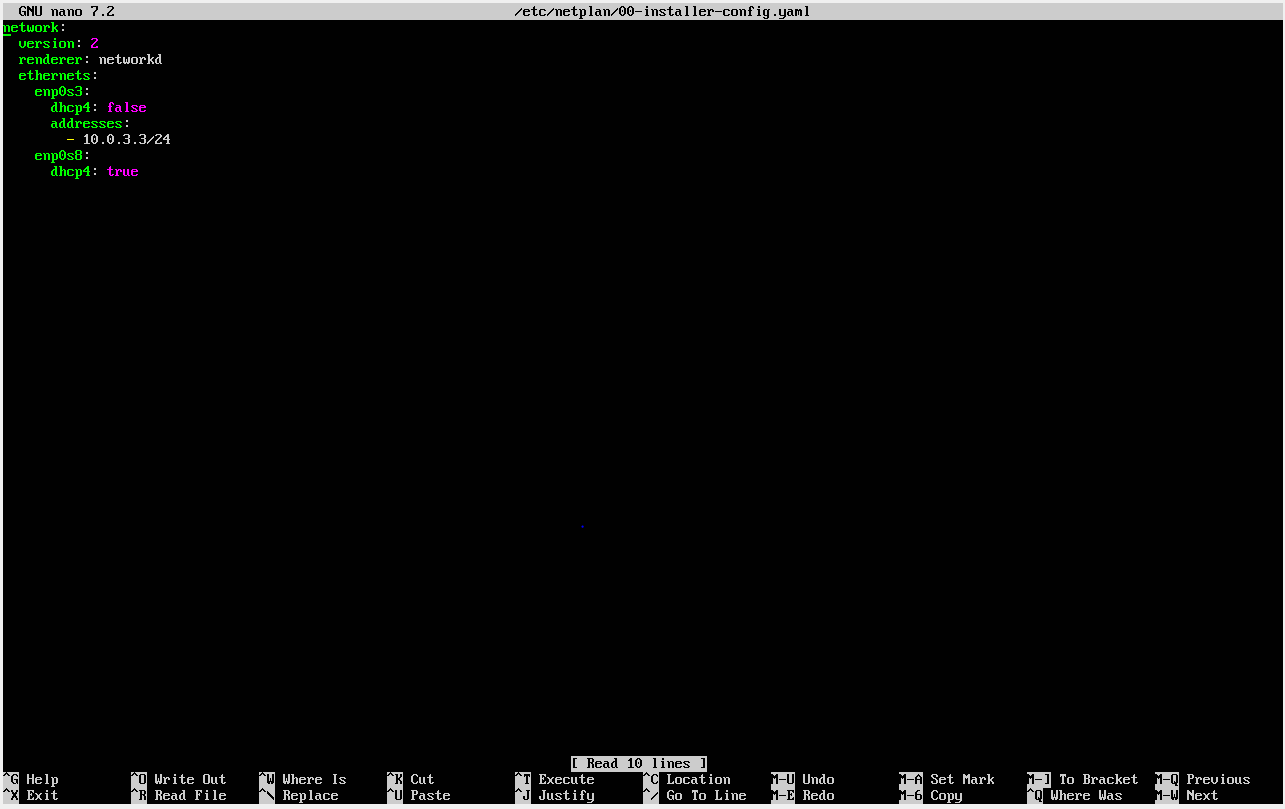 GNU nano 7.2 /etc/netplan/00-installer-config.yaml
network:
  version: 2
  renderer: networkd
  ethernets:
    enp0s3:
      dhcp4: false
      addresses:
        - 10.0.3.3/24
    enp0s8:
      dhcp4: true
[ Read 10 lines ]
^G Help ^O Write Out ^W Where Is ^K Cut ^T Execute ^C Location M-U Undo M-A Set Mark M-] To Bracket M-Q Previous
^X Exit ^R Read File ^\ Replace ^U Paste ^J Justify ^/ Go To Line M-E Redo M-6 Copy ^Q Where Was M-W Next